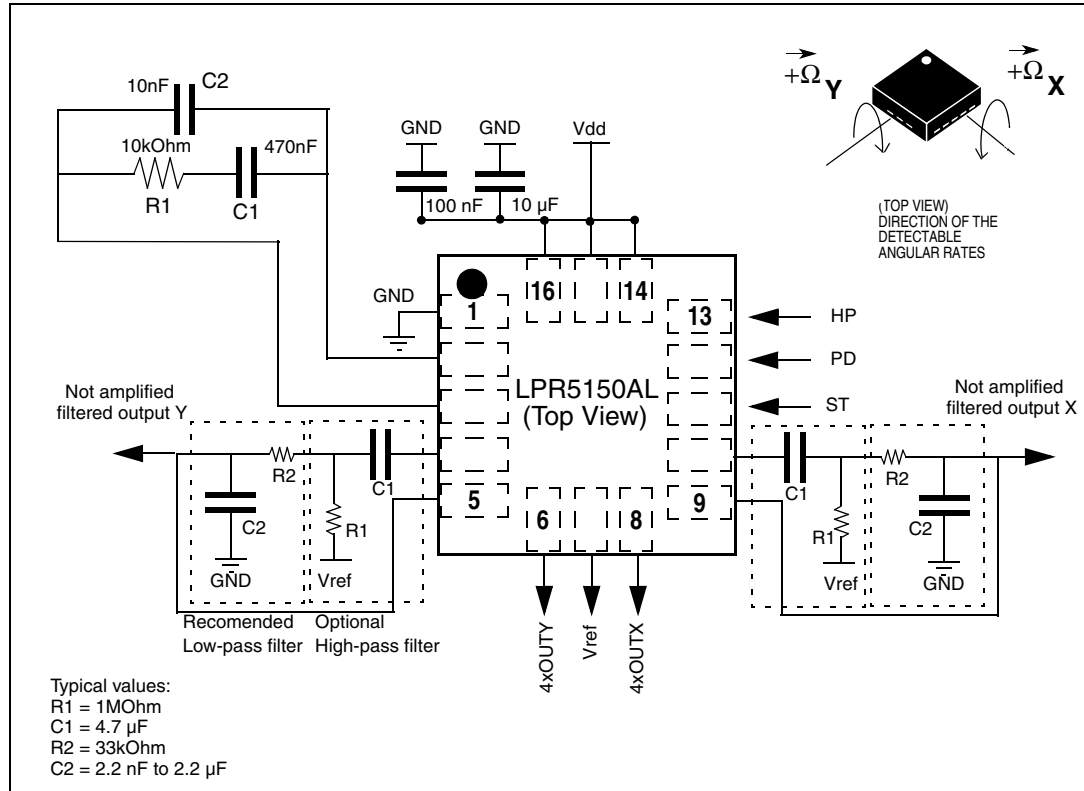 C2
10nF
10kOhm
470nF
R1
C1
GND
GND
Vdd
100 nF
10 µF
+Ω Y
+Ω X
(TOP VIEW)
DIRECTION OF THE
DETECTABLE
ANGULAR RATES
GND
1
16
14
13
HP
PD
ST
LPR5150AL
(Top View)
Not amplified
filtered output Y
Not amplified
filtered output X
R2
C1
C2
R1
GND
Vref
5
6
8
9
C1
R2
R1
C2
Vref
GND
Recomended
Low-pass filter
Optional
High-pass filter
4xOUTY
Vref
4xOUTX
Typical values:
R1 = 1MOhm
C1 = 4.7 µF
R2 = 33kOhm
C2 = 2.2 nF to 2.2 µF